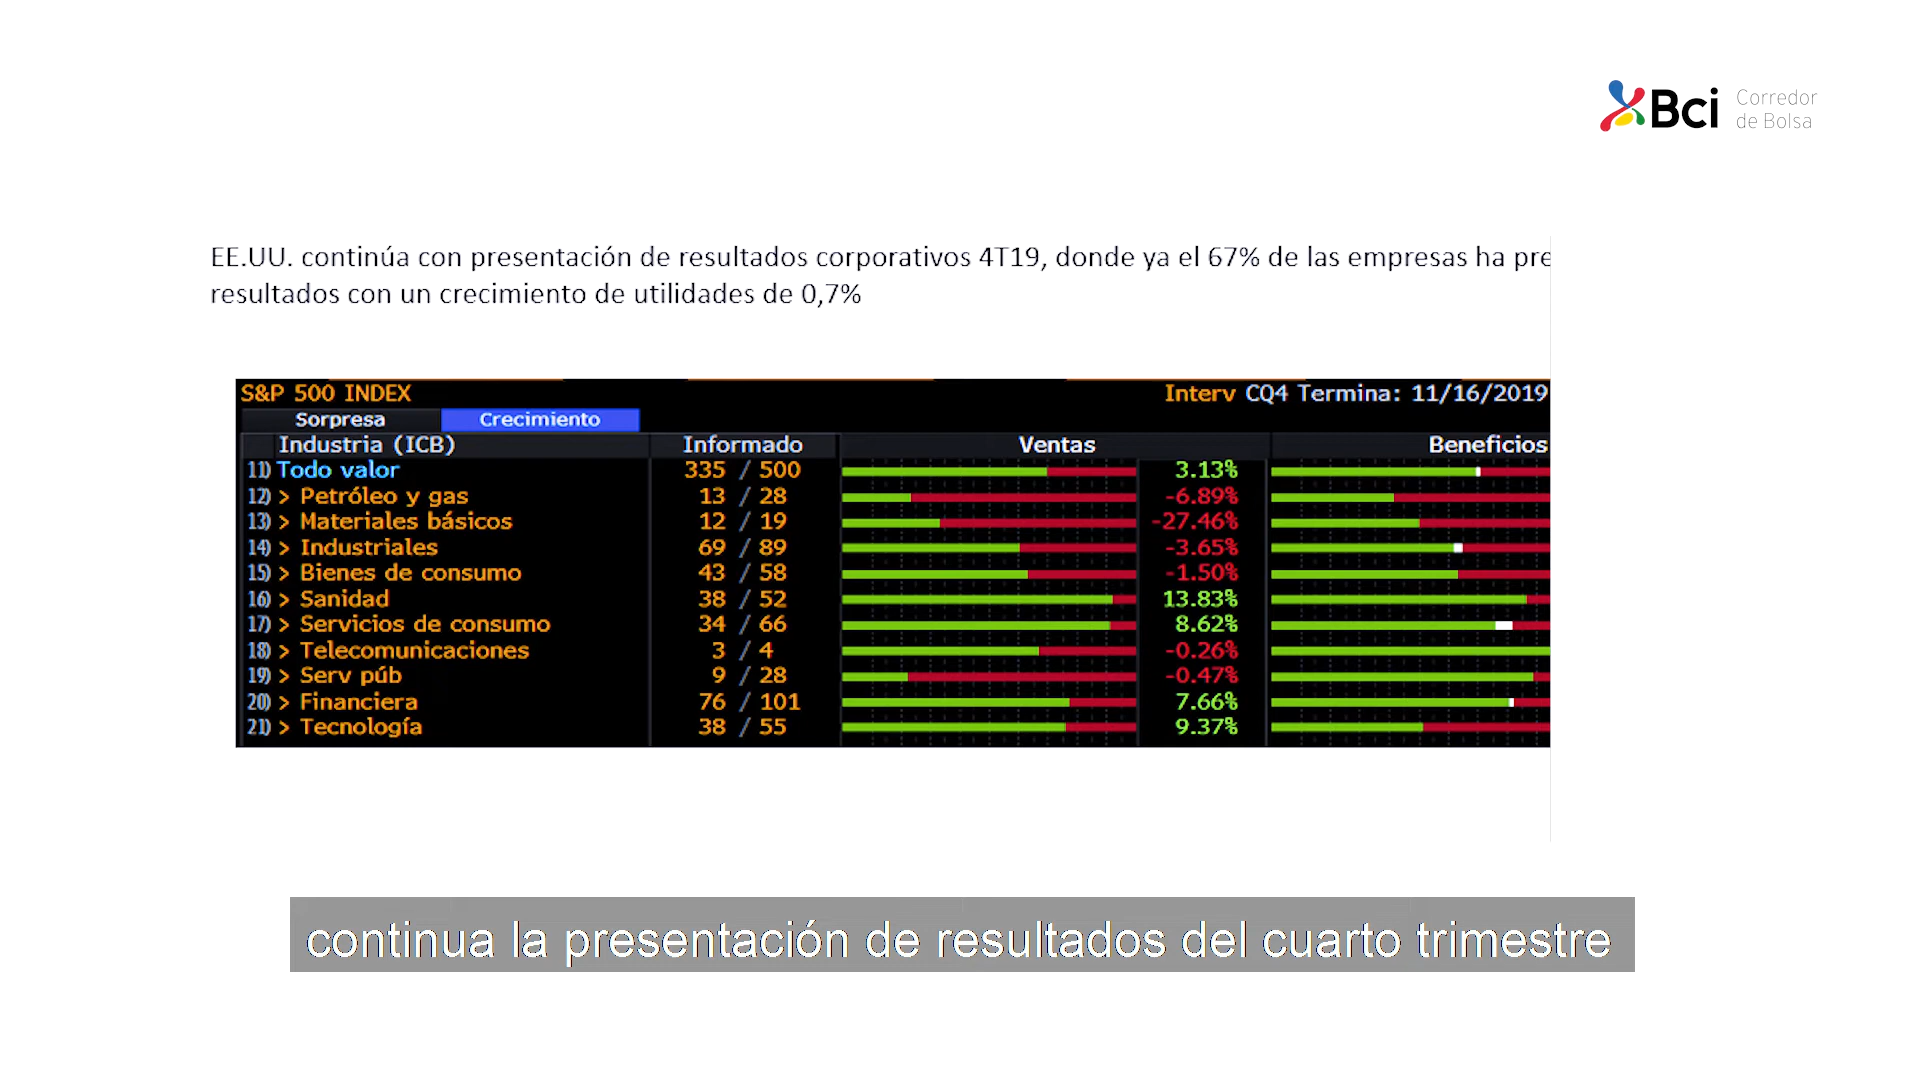 Bci Corredor
de Bolsa
EE.UU. continúa con presentación de resultados corporativos 4T19, donde ya el 67% de las empresas ha pre
resultados con un crecimiento de utilidades de 0,7%
S&P 500 INDEX Interv CQ4 Termina: 11/16/2019
Sorpresa Crecimiento
Industria (ICB) Informado Ventas Beneficios
11) Todo valor 335 / 500 3.13%
12) > Petróleo y gas 13 / 28 -6.89%
13) > Materiales básicos 12 / 19 -27.46%
14) > Industriales 69 / 89 -3.65%
15) > Bienes de consumo 43 / 58 -1.50%
16) > Sanidad 38 / 52 13.83%
17) > Servicios de consumo 34 / 66 8.62%
18) > Telecomunicaciones 3 / 4 -0.26%
19) > Serv púb 9 / 28 -0.47%
20) > Financiera 76 / 101 7.66%
21) > Tecnología 38 / 55 9.37%
continua la presentación de resultados del cuarto trimestre